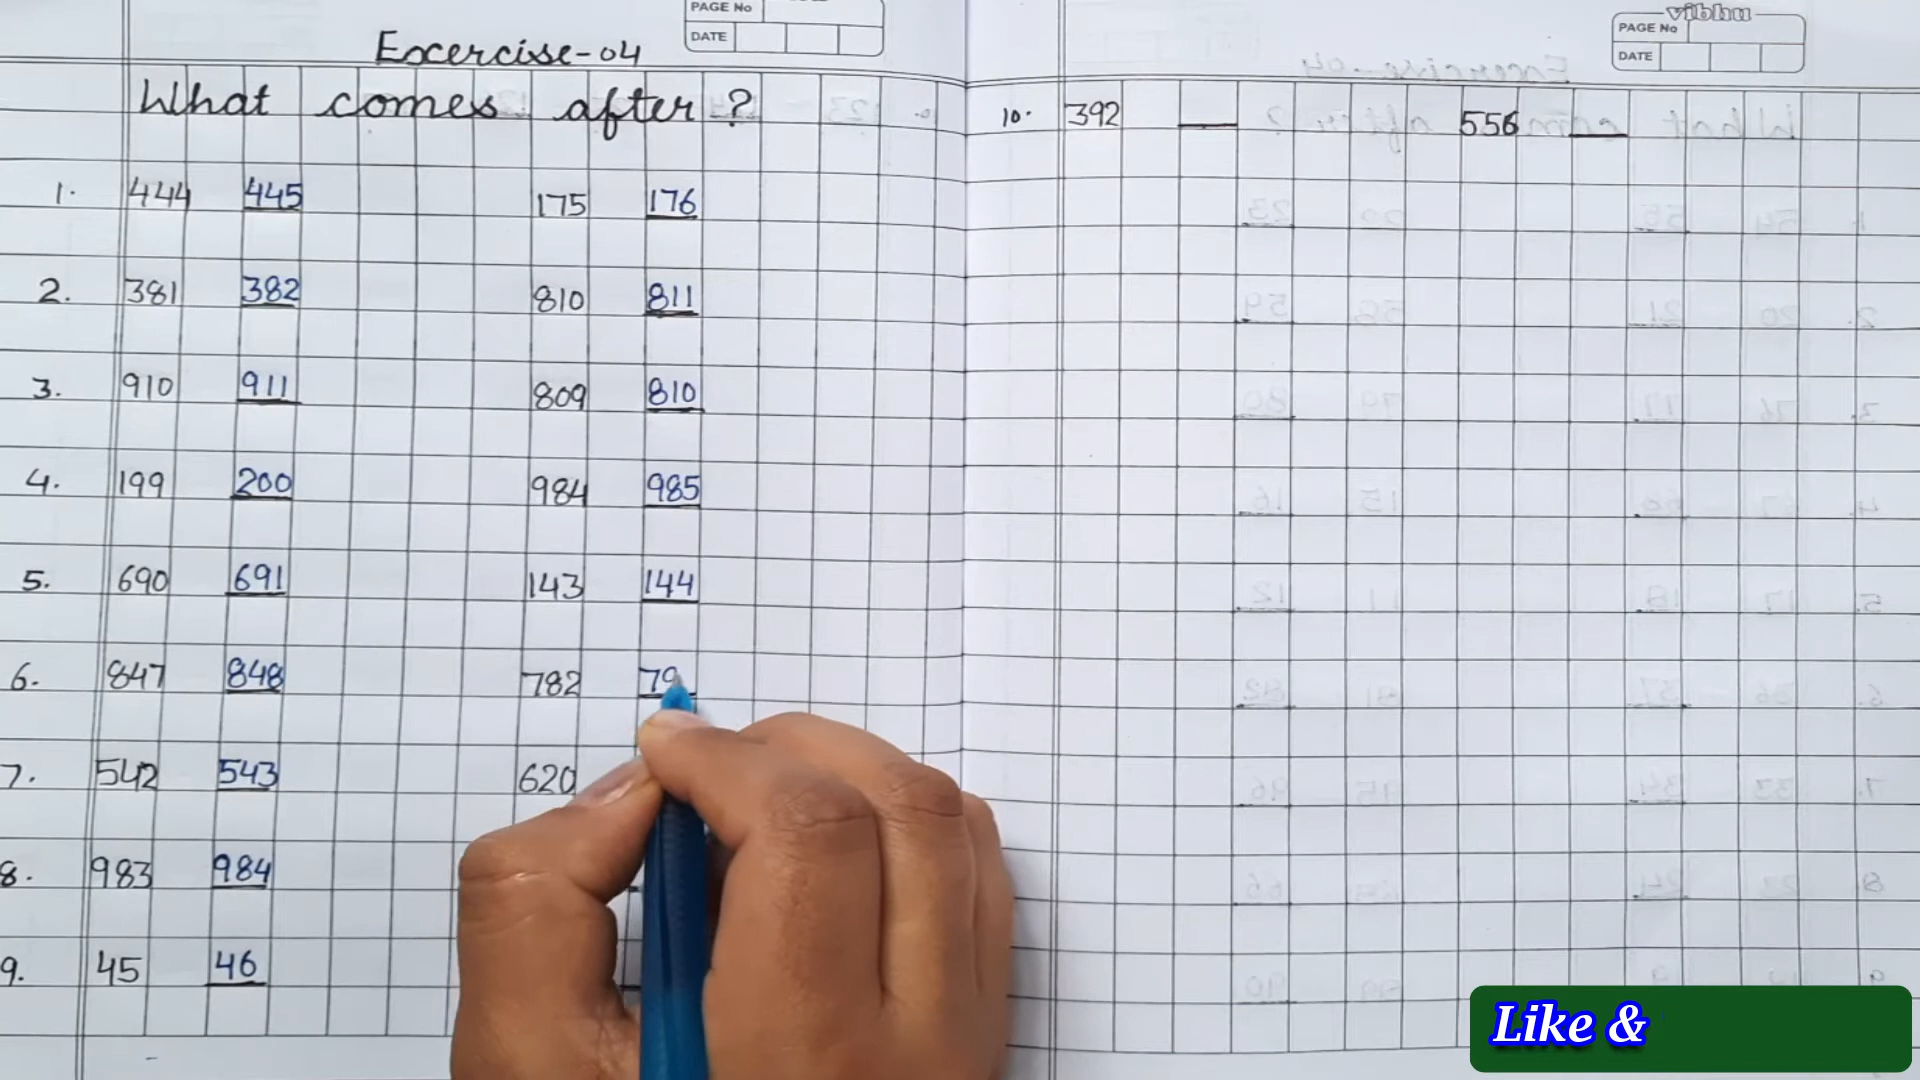 PAGE No
DATE
Excercise-04
What comes after ?
1. 444 445 175 176
2. 381 382 810 811
3. 910 911 809 810
4. 199 200 984 985
5. 690 691 143 144
6. 847 848 782
7. 542 543 620
8. 983 984
9. 45 46
vibhu
PAGE No
DATE
10. 392 __ 556 __
Like &